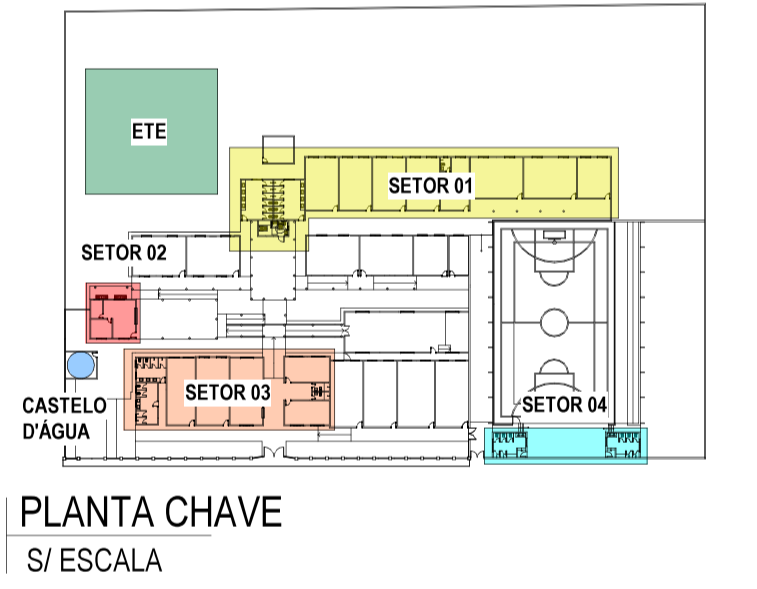 ETE
SETOR 01
SETOR 02
SETOR 03
CASTELO
D'ÁGUA
SETOR 04
PLANTA CHAVE
S/ ESCALA